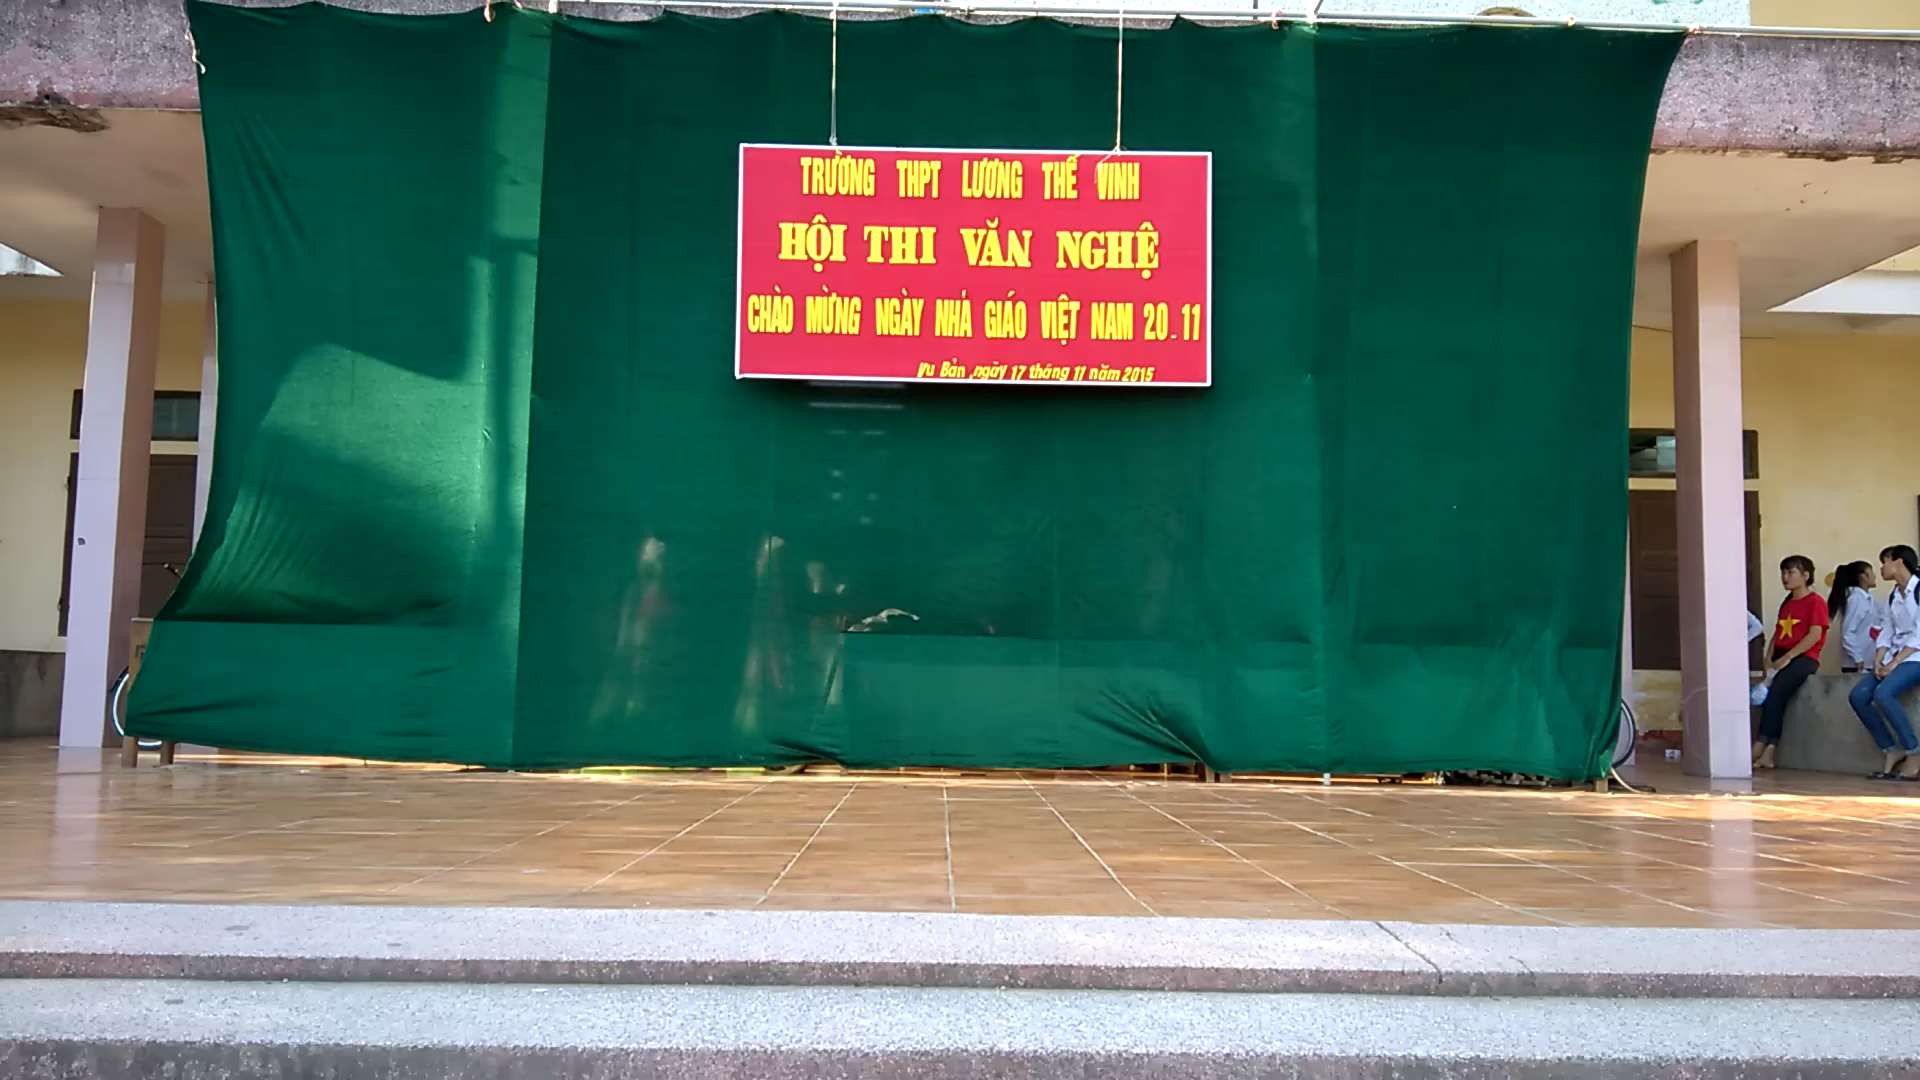 TRƯỜNG THPT LƯƠNG THẾ VINH
HỘI THI VĂN NGHỆ
CHÀO MỪNG NGÀY NHÀ GIÁO VIỆT NAM 20-11
Vụ Bản, ngày 17 tháng 11 năm 2015